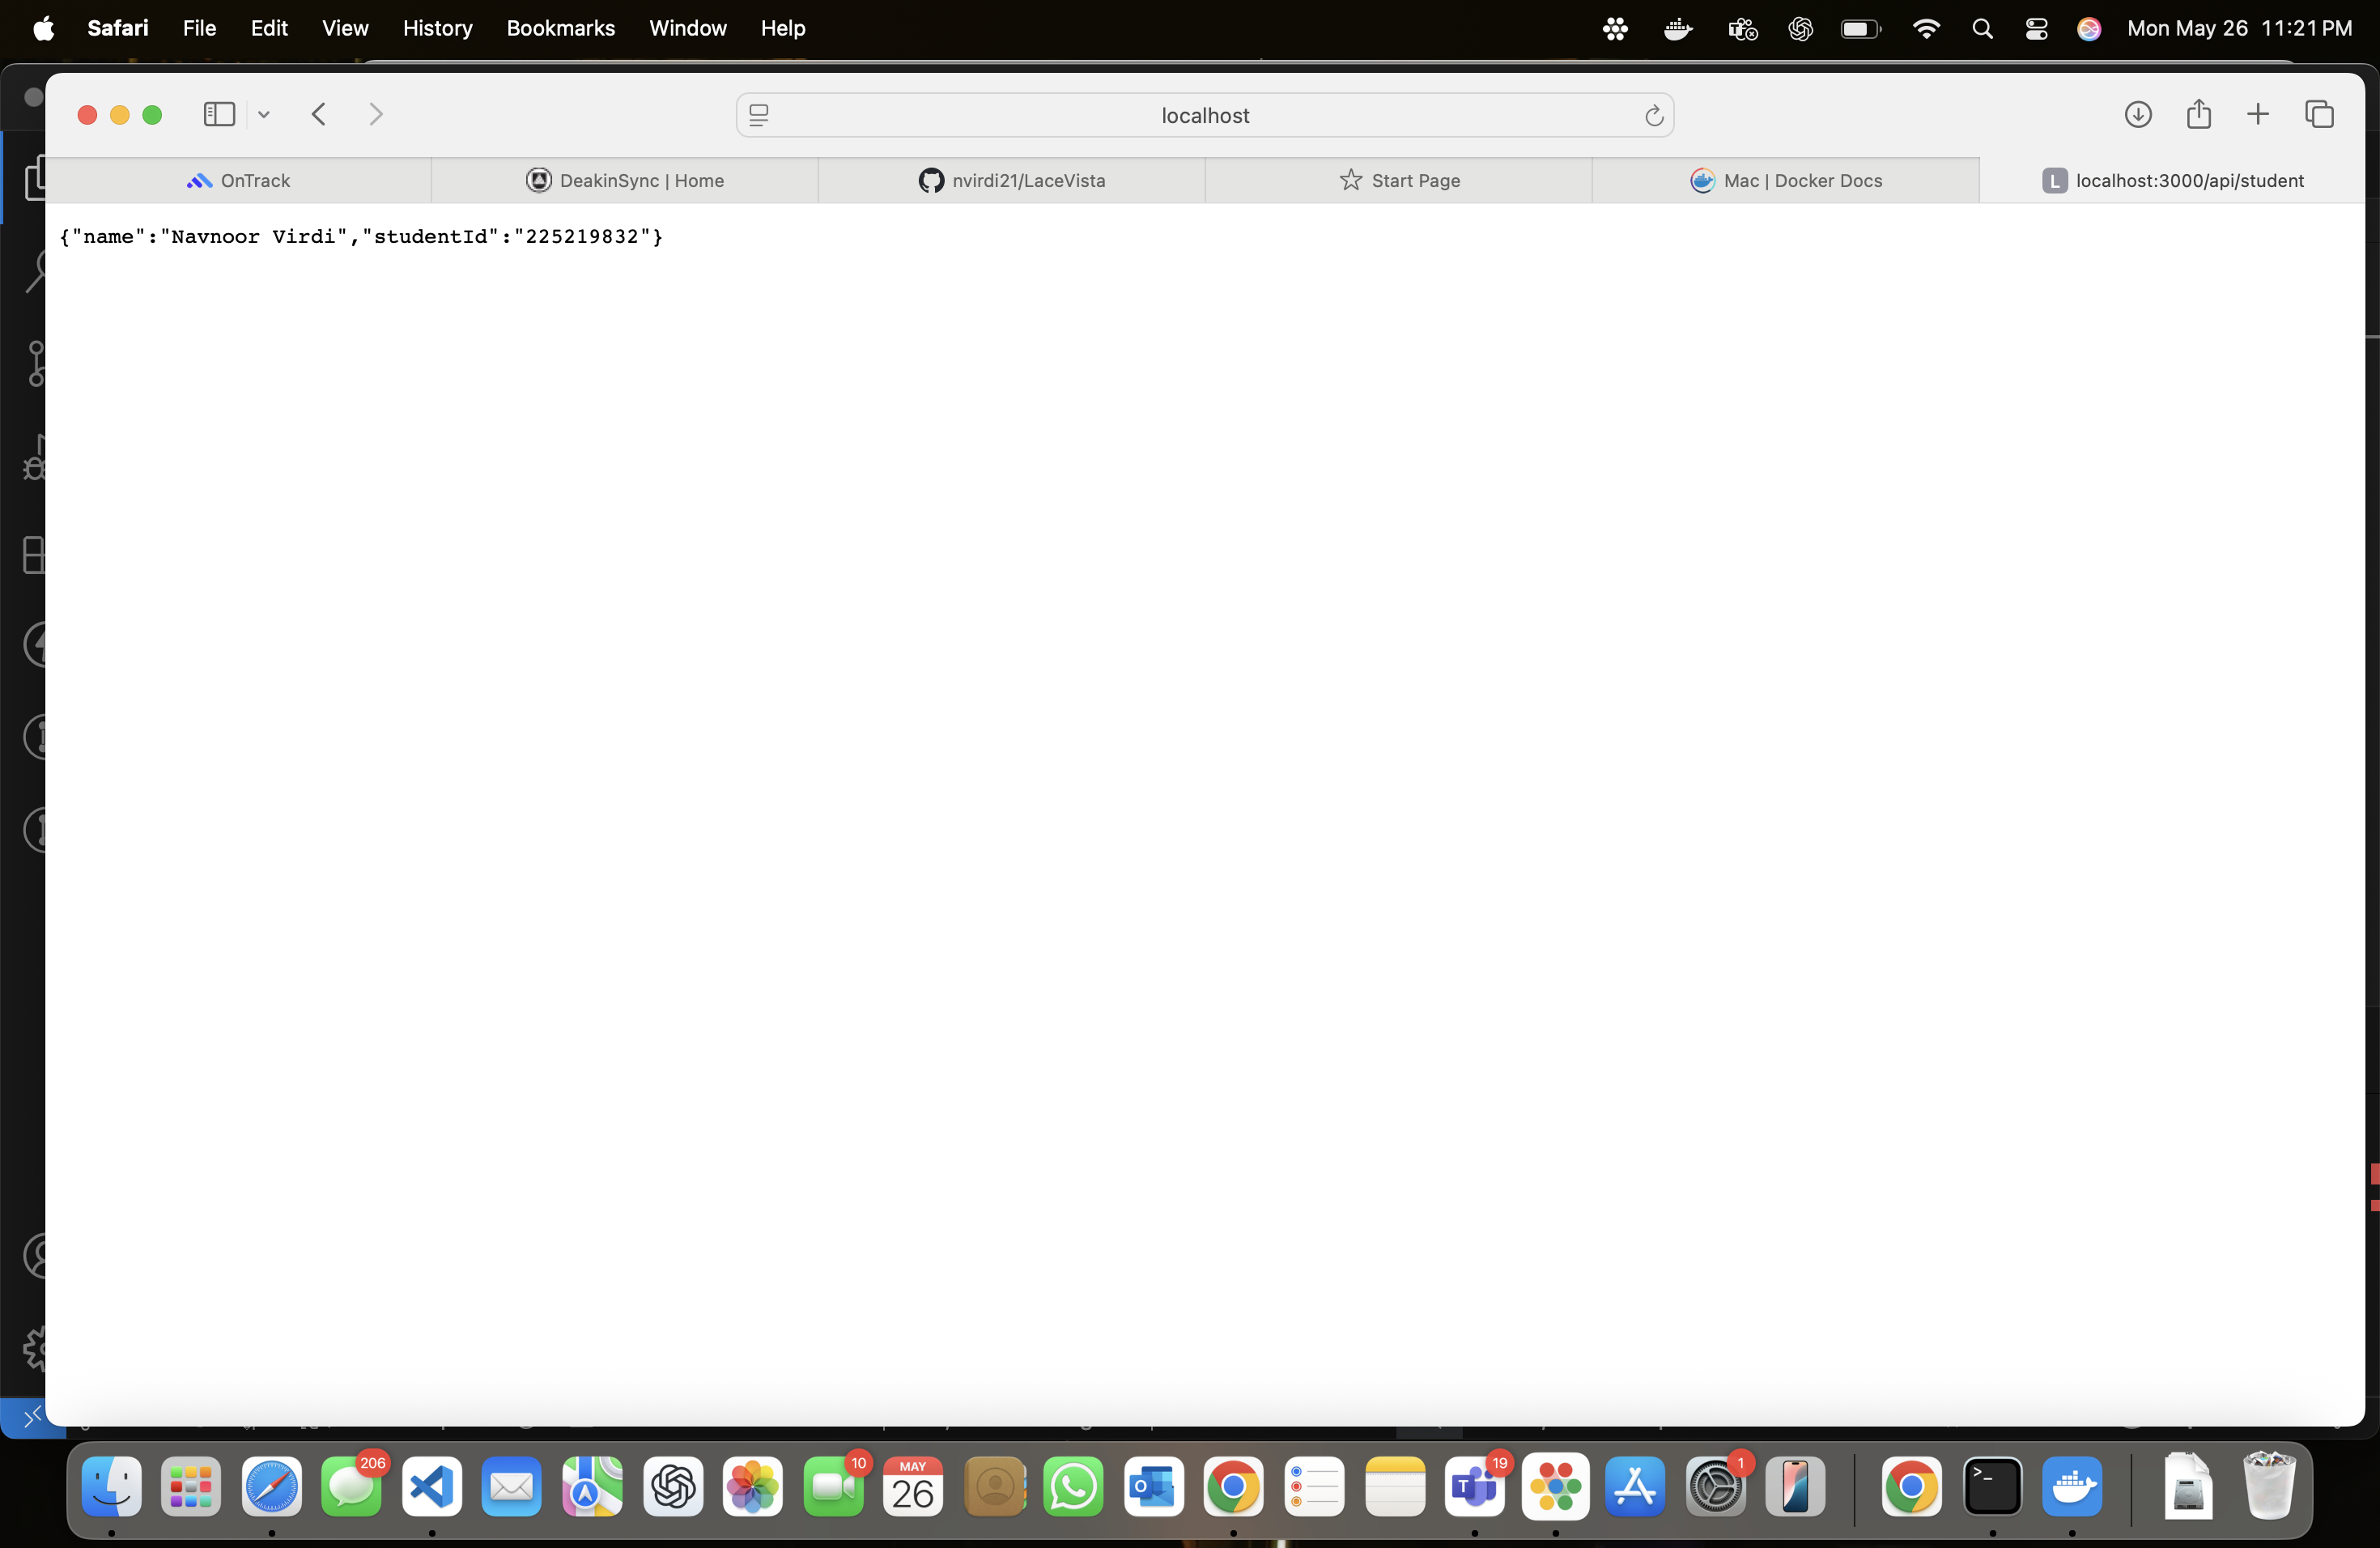 Safari File Edit View History Bookmarks Window Help Mon May 26 11:21 PM
localhost
OnTrack DeakinSync | Home nvirdi21/LaceVista Start Page Mac | Docker Docs L localhost:3000/api/student
{"name":"Navnoor Virdi","studentId":"225219832"}
206 10 MAY 19 1
26